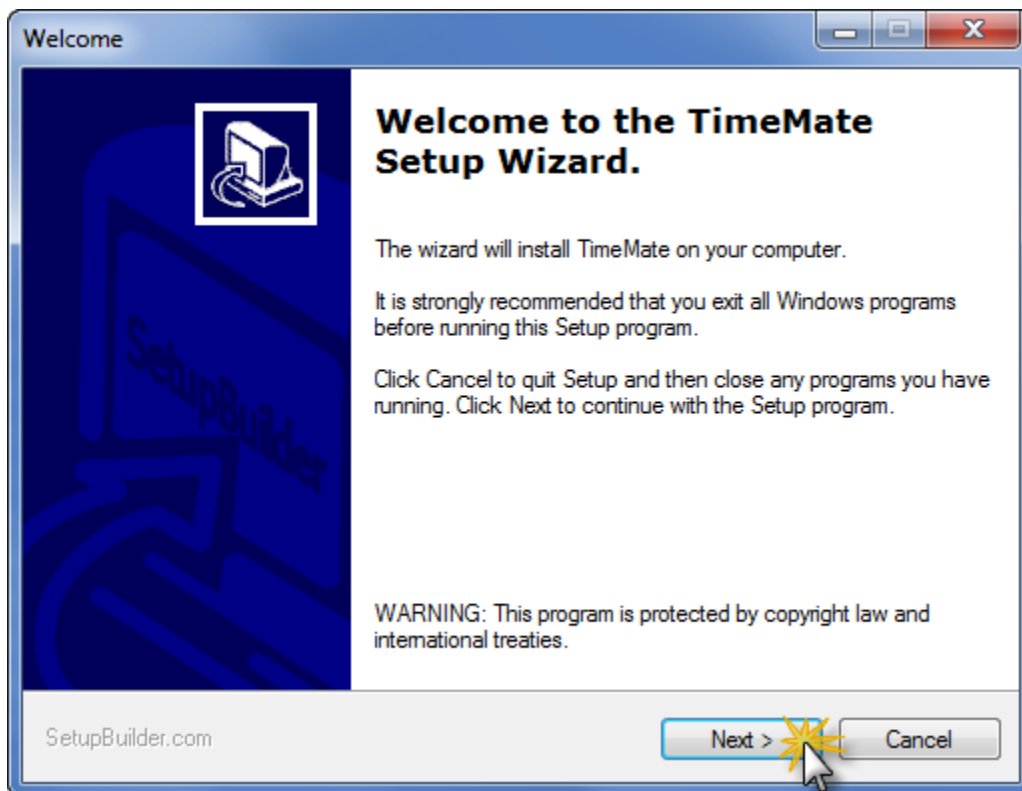 Welcome
Welcome to the TimeMate
Setup Wizard.
The wizard will install TimeMate on your computer.
It is strongly recommended that you exit all Windows programs
before running this Setup program.
Click Cancel to quit Setup and then close any programs you have
running. Click Next to continue with the Setup program.
SetupBuilder
WARNING: This program is protected by copyright law and
international treaties.
SetupBuilder.com
Next >
Cancel